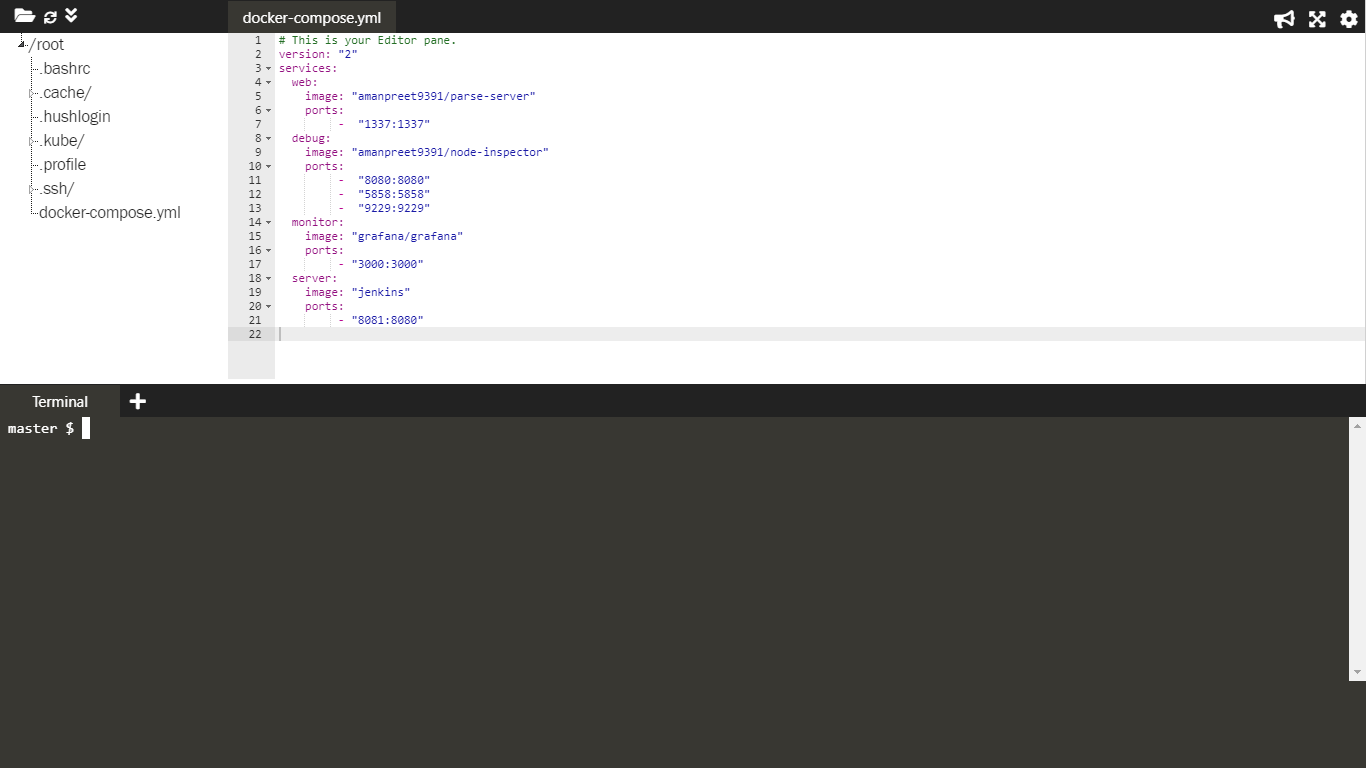 docker-compose.yml
/root
.bashrc
.cache/
.hushlogin
.kube/
.profile
.ssh/
docker-compose.yml
1 # This is your Editor pane.
2 version: "2"
3 services:
4   web:
5     image: "amanpreet9391/parse-server"
6     ports:
7          -  "1337:1337"
8   debug:
9     image: "amanpreet9391/node-inspector"
10     ports:
11          -  "8080:8080"
12          -  "5858:5858"
13          -  "9229:9229"
14   monitor:
15     image: "grafana/grafana"
16     ports:
17          - "3000:3000"
18   server:
19     image: "jenkins"
20     ports:
21          - "8081:8080"
22
Terminal
master $